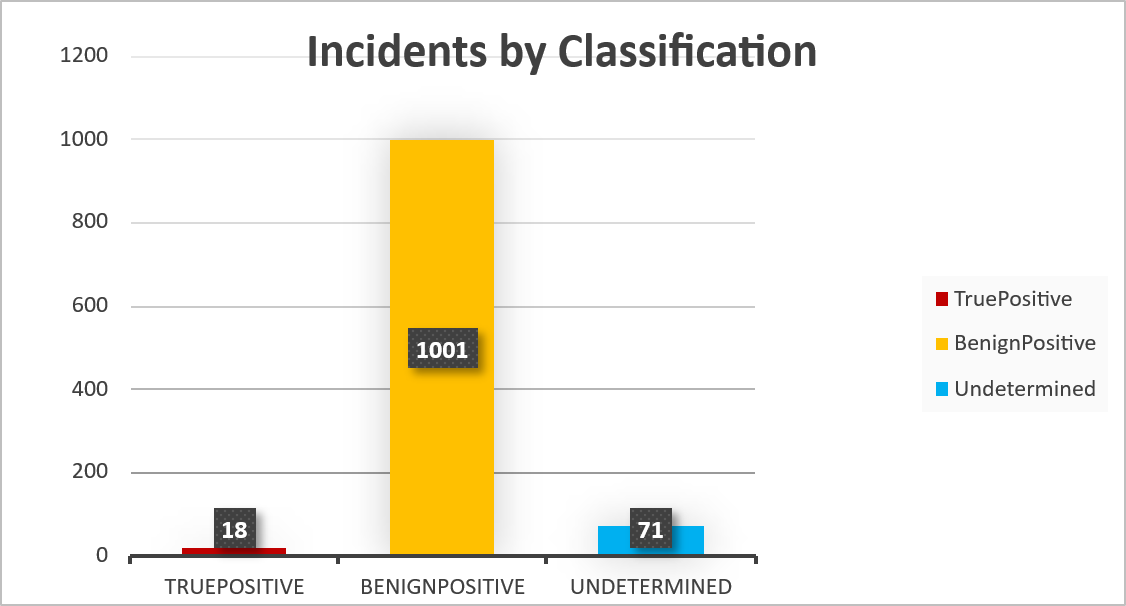 Incidents by Classification
1200
1000
800
600
400
200
0
18
1001
71
TRUEPOSITIVE
BENIGNPOSITIVE
UNDETERMINED
TruePositive
BenignPositive
Undetermined